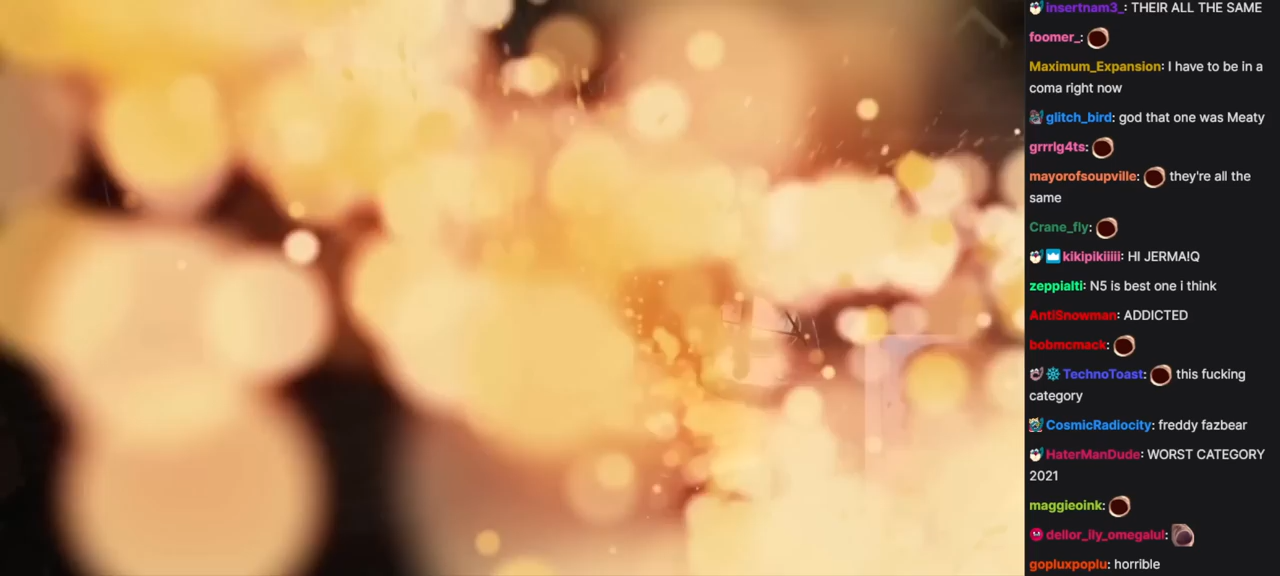 insertnam3_: THEIR ALL THE SAME
foomer_:
Maximum_Expansion: I have to be in a
coma right now
glitch_bird: god that one was Meaty
grrrlg4ts:
mayorofsoupville: they're all the
same
Crane_fly:
kikipikiiiii: HI JERMA!Q
zeppialti: N5 is best one i think
AntiSnowman: ADDICTED
bobmcmack:
TechnoToast: this fucking
category
CosmicRadiocity: freddy fazbear
HaterManDude: WORST CATEGORY
2021
maggieoink:
dellor_ily_omegalul:
gopluxpoplu: horrible